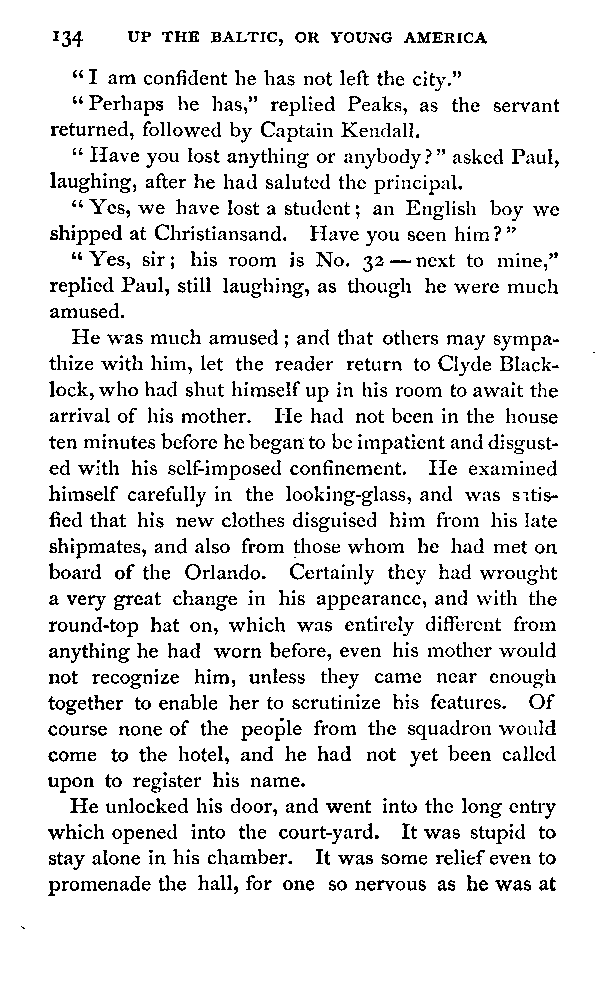 134 UP THE BALTIC, OR YOUNG AMERICA
"I am confident he has not left the city."
"Perhaps he has," replied Peaks, as the servant
returned, followed by Captain Kendall.
"Have you lost anything or anybody?" asked Paul,
laughing, after he had saluted the principal.
"Yes, we have lost a student; an English boy we
shipped at Christiansand. Have you seen him?"
"Yes, sir; his room is No. 32 — next to mine,"
replied Paul, still laughing, as though he were much
amused.
He was much amused; and that others may sympa-
thize with him, let the reader return to Clyde Black-
lock, who had shut himself up in his room to await the
arrival of his mother. He had not been in the house
ten minutes before he began to be impatient and disgust-
ed with his self-imposed confinement. He examined
himself carefully in the looking-glass, and was satis-
fied that his new clothes disguised him from his late
shipmates, and also from those whom he had met on
board of the Orlando. Certainly they had wrought
a very great change in his appearance, and with the
round-top hat on, which was entirely different from
anything he had worn before, even his mother would
not recognize him, unless they came near enough
together to enable her to scrutinize his features. Of
course none of the people from the squadron would
come to the hotel, and he had not yet been called
upon to register his name.
He unlocked his door, and went into the long entry
which opened into the court-yard. It was stupid to
stay alone in his chamber. It was some relief even to
promenade the hall, for one so nervous as he was at